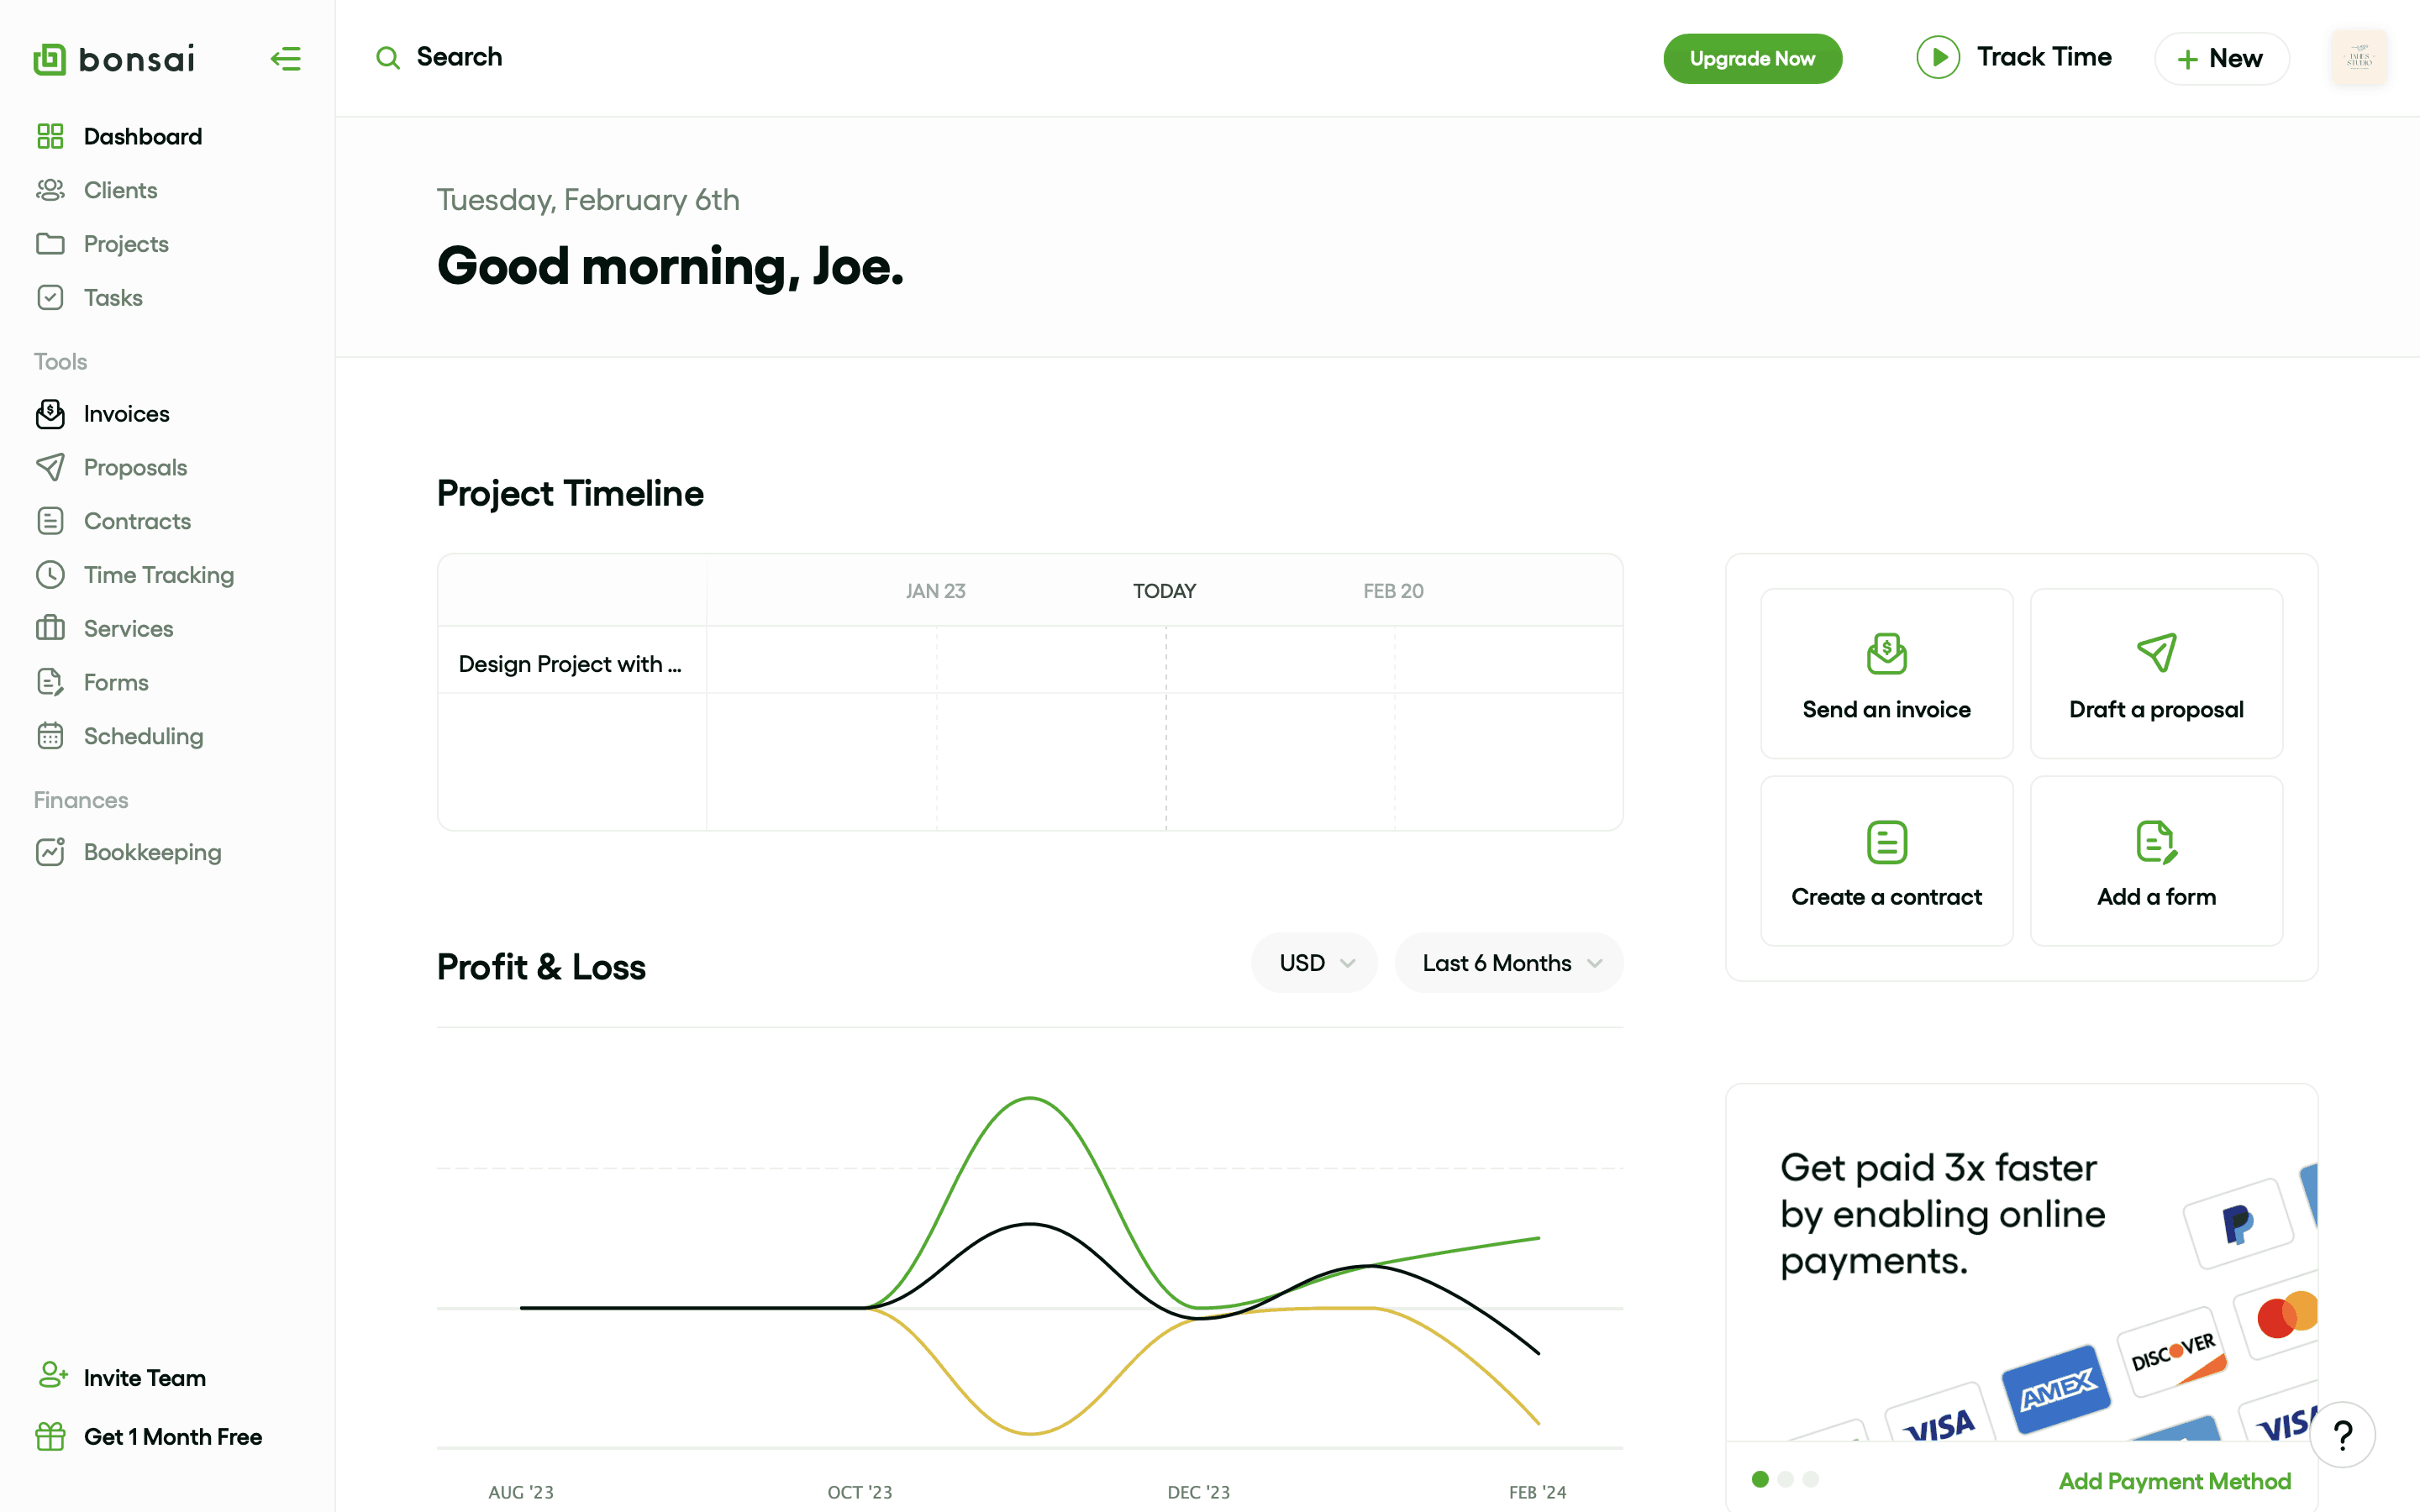 bonsai
Search
Upgrade Now
Track Time
+ New
JAMES
STUDIO
Dashboard
Clients
Projects
Tasks
Tools
Invoices
Proposals
Contracts
Time Tracking
Services
Forms
Scheduling
Finances
Bookkeeping
Invite Team
Get 1 Month Free
Tuesday, February 6th
Good morning, Joe.
Project Timeline
JAN 23
TODAY
FEB 20
Design Project with ...
Profit & Loss
USD
Last 6 Months
AUG '23
OCT '23
DEC '23
FEB '24
Send an invoice
Draft a proposal
Create a contract
Add a form
Get paid 3x faster
by enabling online
payments.
DISCOVER
AMEX
VISA
VISA
?
Add Payment Method